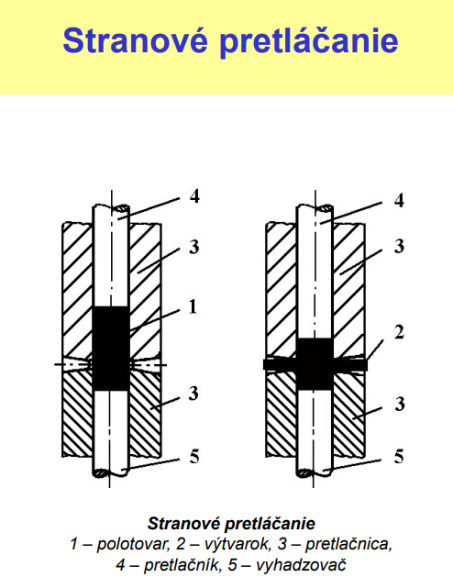 Stranové pretláčanie
4
3
1
3
5
4
3
2
3
5
Stranové pretláčanie
1 – polotovar, 2 – výtvarok, 3 – pretlačnica,
4 – pretlačník, 5 – vyhadzovač